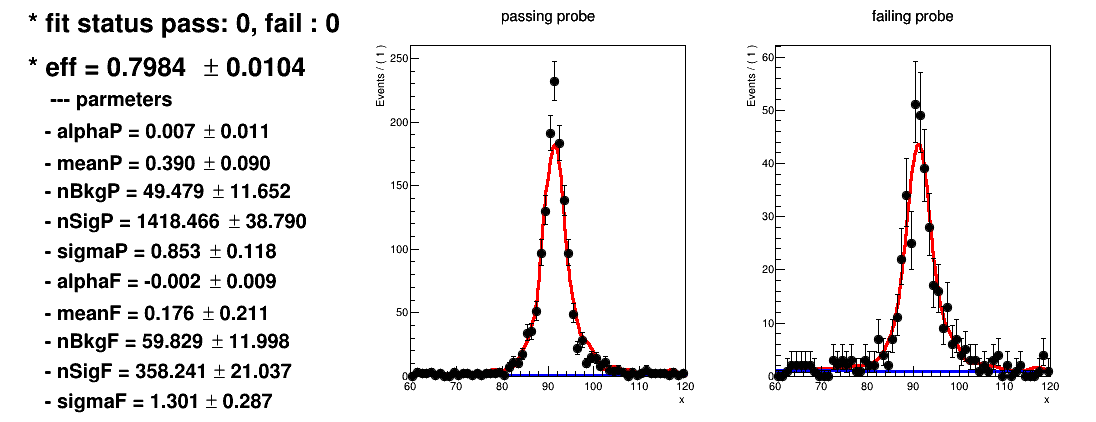 * fit status pass: 0, fail : 0
* eff = 0.7984 ± 0.0104
--- parmeters
- alphaP = 0.007 ± 0.011
- meanP = 0.390 ± 0.090
- nBkgP = 49.479 ± 11.652
- nSigP = 1418.466 ± 38.790
- sigmaP = 0.853 ± 0.118
- alphaF = -0.002 ± 0.009
- meanF = 0.176 ± 0.211
- nBkgF = 59.829 ± 11.998
- nSigF = 358.241 ± 21.037
- sigmaF = 1.301 ± 0.287
passing probe
Events / ( 1 )
250
200
150
100
50
0
60 70 80 90 100 110 120
x
failing probe
Events / ( 1 )
60
50
40
30
20
10
0
60 70 80 90 100 110 120
x